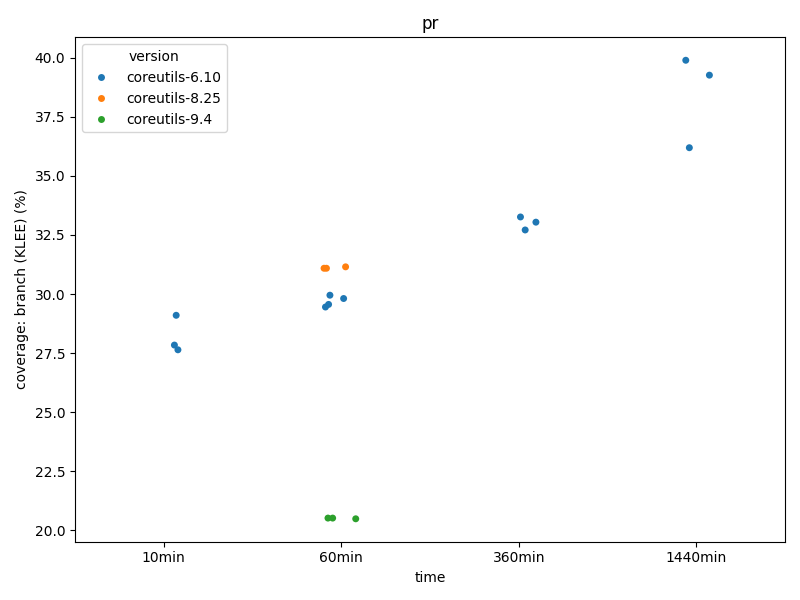 pr
version
coreutils-6.10
coreutils-8.25
coreutils-9.4
coverage: branch (KLEE) (%)
40.0
37.5
35.0
32.5
30.0
27.5
25.0
22.5
20.0
10min 60min 360min 1440min
time